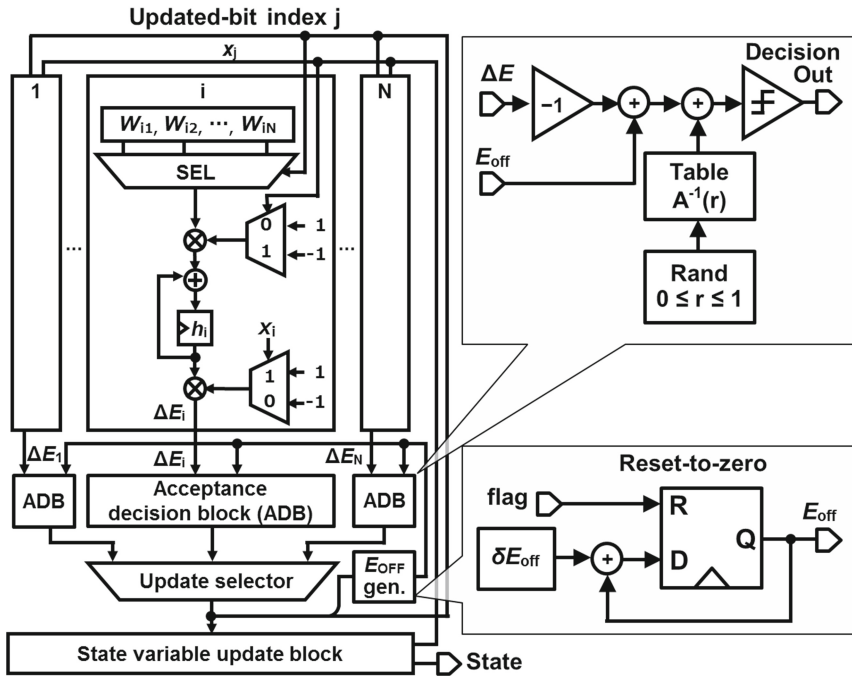 Updated-bit index j
xj
1
i
N
Wi1, Wi2, ···, WiN
SEL
0
1
1
-1
...
...
hi
xi
1
0
1
-1
ΔEi
ΔE1
ΔEi
ΔEN
ADB
Acceptance
decision block (ADB)
ADB
Update selector
EOFF
gen.
State variable update block
State
ΔE
−1
+
+
Decision
Out
Eoff
Table
A-1(r)
Rand
0 ≤ r ≤ 1
Reset-to-zero
flag
R
Eoff
Q
δEoff
+
D